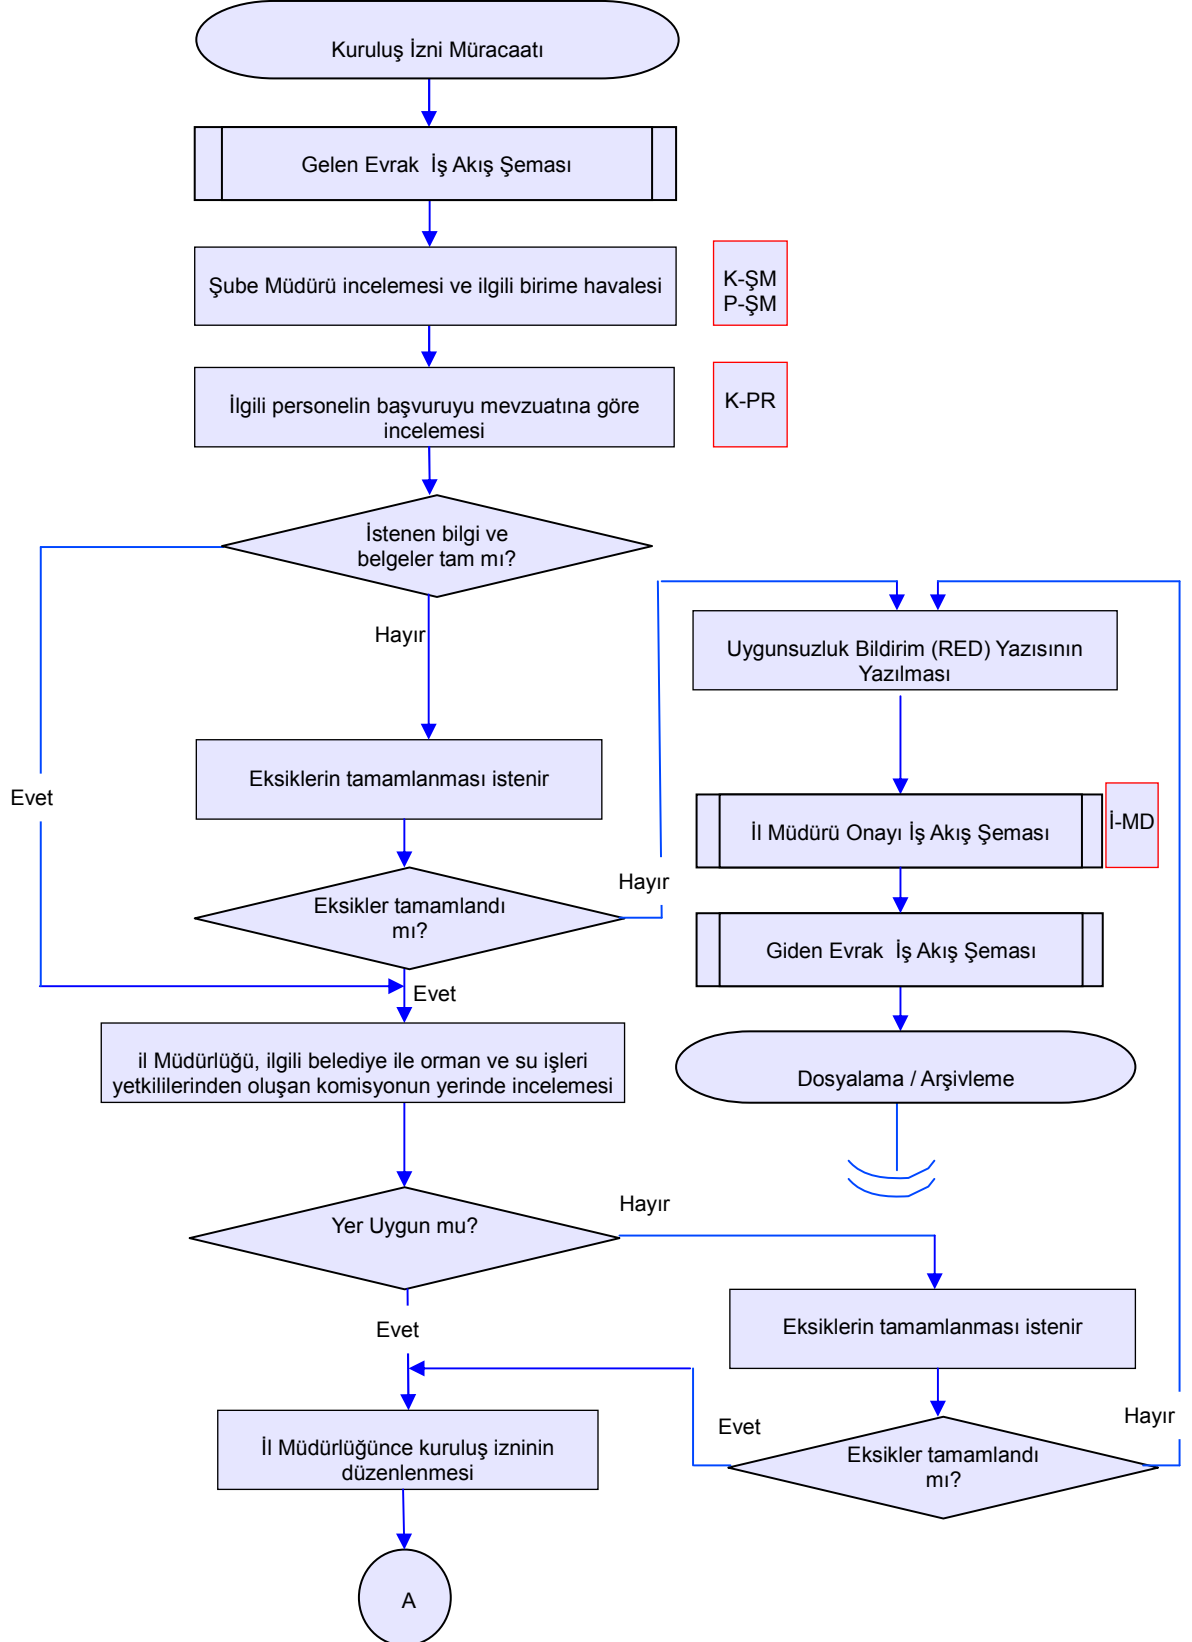 Kuruluş İzni Müracaatı
Gelen Evrak İş Akış Şeması
Şube Müdürü incelemesi ve ilgili birime havalesi
K-ŞM
P-ŞM
İlgili personelin başvuruyu mevzuatına göre
incelemesi
K-PR
İstenen bilgi ve
belgeler tam mı?
Hayır
Evet
Eksiklerin tamamlanması istenir
Eksikler tamamlandı
mı?
Hayır
Evet
Uygunsuzluk Bildirim (RED) Yazısının
Yazılması
İl Müdürü Onayı İş Akış Şeması
İ-MD
Giden Evrak İş Akış Şeması
Dosyalama / Arşivleme
il Müdürlüğü, ilgili belediye ile orman ve su işleri
yetkililerinden oluşan komisyonun yerinde incelemesi
Yer Uygun mu?
Hayır
Evet
Eksiklerin tamamlanması istenir
Eksikler tamamlandı
mı?
Evet
Hayır
İl Müdürlüğünce kuruluş izninin
düzenlenmesi
A